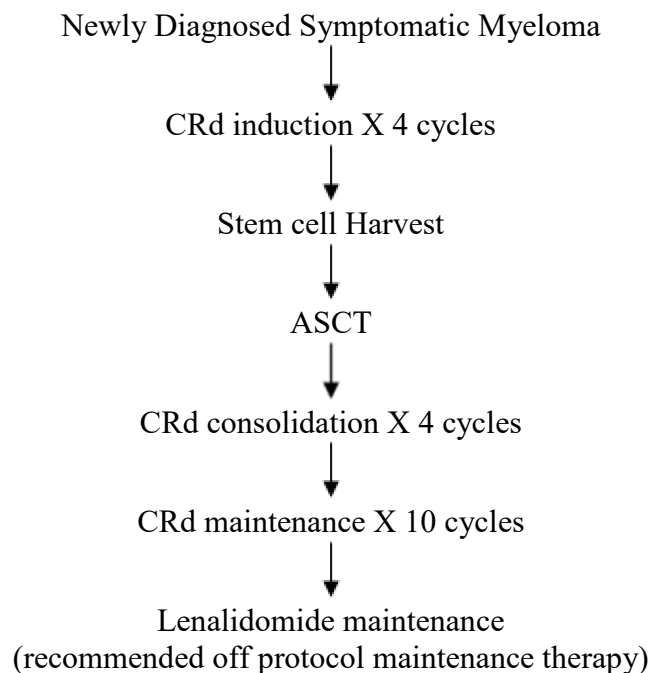 Newly Diagnosed Symptomatic Myeloma
CRd induction X 4 cycles
Stem cell Harvest
ASCT
CRd consolidation X 4 cycles
CRd maintenance X 10 cycles
Lenalidomide maintenance
(recommended off protocol maintenance therapy)